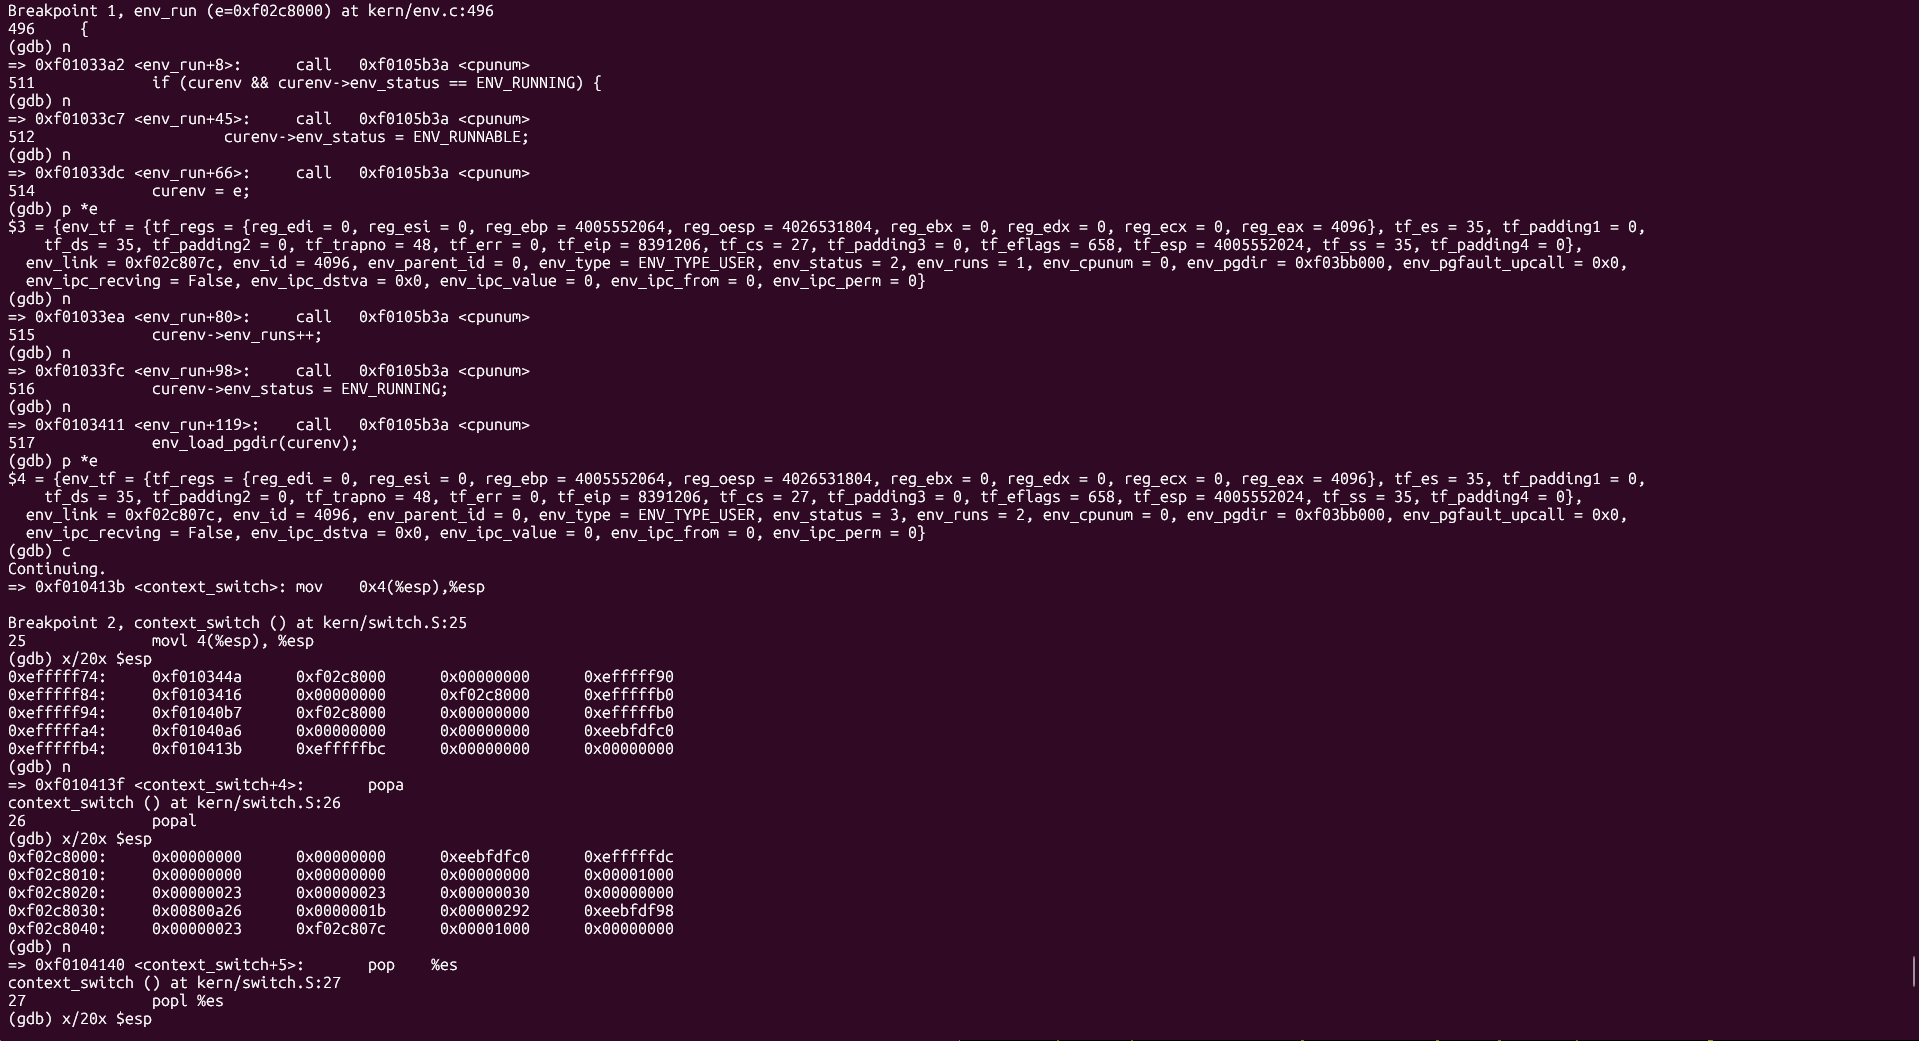 Breakpoint 1, env_run (e=0xf02c8000) at kern/env.c:496
496     {
(gdb) n
=> 0xf01033a2 <env_run+8>:      call   0xf0105b3a <cpunum>
511             if (curenv && curenv->env_status == ENV_RUNNING) {
(gdb) n
=> 0xf01033c7 <env_run+45>:     call   0xf0105b3a <cpunum>
512                     curenv->env_status = ENV_RUNNABLE;
(gdb) n
=> 0xf01033dc <env_run+66>:     call   0xf0105b3a <cpunum>
514             curenv = e;
(gdb) p *e
$3 = {env_tf = {tf_regs = {reg_edi = 0, reg_esi = 0, reg_ebp = 4005552064, reg_oesp = 4026531804, reg_ebx = 0, reg_edx = 0, reg_ecx = 0, reg_eax = 4096}, tf_es = 35, tf_padding1 = 0,
    tf_ds = 35, tf_padding2 = 0, tf_trapno = 48, tf_err = 0, tf_eip = 8391206, tf_cs = 27, tf_padding3 = 0, tf_eflags = 658, tf_esp = 4005552024, tf_ss = 35, tf_padding4 = 0},
  env_link = 0xf02c807c, env_id = 4096, env_parent_id = 0, env_type = ENV_TYPE_USER, env_status = 2, env_runs = 1, env_cpunum = 0, env_pgdir = 0xf03bb000, env_pgfault_upcall = 0x0,
  env_ipc_recving = False, env_ipc_dstva = 0x0, env_ipc_value = 0, env_ipc_from = 0, env_ipc_perm = 0}
(gdb) n
=> 0xf01033ea <env_run+80>:     call   0xf0105b3a <cpunum>
515             curenv->env_runs++;
(gdb) n
=> 0xf01033fc <env_run+98>:     call   0xf0105b3a <cpunum>
516             curenv->env_status = ENV_RUNNING;
(gdb) n
=> 0xf0103411 <env_run+119>:    call   0xf0105b3a <cpunum>
517             env_load_pgdir(curenv);
(gdb) p *e
$4 = {env_tf = {tf_regs = {reg_edi = 0, reg_esi = 0, reg_ebp = 4005552064, reg_oesp = 4026531804, reg_ebx = 0, reg_edx = 0, reg_ecx = 0, reg_eax = 4096}, tf_es = 35, tf_padding1 = 0,
    tf_ds = 35, tf_padding2 = 0, tf_trapno = 48, tf_err = 0, tf_eip = 8391206, tf_cs = 27, tf_padding3 = 0, tf_eflags = 658, tf_esp = 4005552024, tf_ss = 35, tf_padding4 = 0},
  env_link = 0xf02c807c, env_id = 4096, env_parent_id = 0, env_type = ENV_TYPE_USER, env_status = 3, env_runs = 2, env_cpunum = 0, env_pgdir = 0xf03bb000, env_pgfault_upcall = 0x0,
  env_ipc_recving = False, env_ipc_dstva = 0x0, env_ipc_value = 0, env_ipc_from = 0, env_ipc_perm = 0}
(gdb) c
Continuing.
=> 0xf010413b <context_switch>: mov    0x4(%esp),%esp
Breakpoint 2, context_switch () at kern/switch.S:25
25              movl 4(%esp), %esp
(gdb) x/20x $esp
0xefffff74:     0xf010344a      0xf02c8000      0x00000000      0xefffff90
0xefffff84:     0xf0103416      0x00000000      0xf02c8000      0xefffffb0
0xefffff94:     0xf01040b7      0xf02c8000      0x00000000      0xefffffb0
0xefffffa4:     0xf01040a6      0x00000000      0x00000000      0xeebfdfc0
0xefffffb4:     0xf010413b      0xefffffbc      0x00000000      0x00000000
(gdb) n
=> 0xf010413f <context_switch+4>:       popa
context_switch () at kern/switch.S:26
26              popal
(gdb) x/20x $esp
0xf02c8000:     0x00000000      0x00000000      0xeebfdfc0      0xefffffdc
0xf02c8010:     0x00000000      0x00000000      0x00000000      0x00001000
0xf02c8020:     0x00000023      0x00000023      0x00000030      0x00000000
0xf02c8030:     0x00800a26      0x0000001b      0x00000292      0xeebfdf98
0xf02c8040:     0x00000023      0xf02c807c      0x00001000      0x00000000
(gdb) n
=> 0xf0104140 <context_switch+5>:       pop    %es
context_switch () at kern/switch.S:27
27              popl %es
(gdb) x/20x $esp